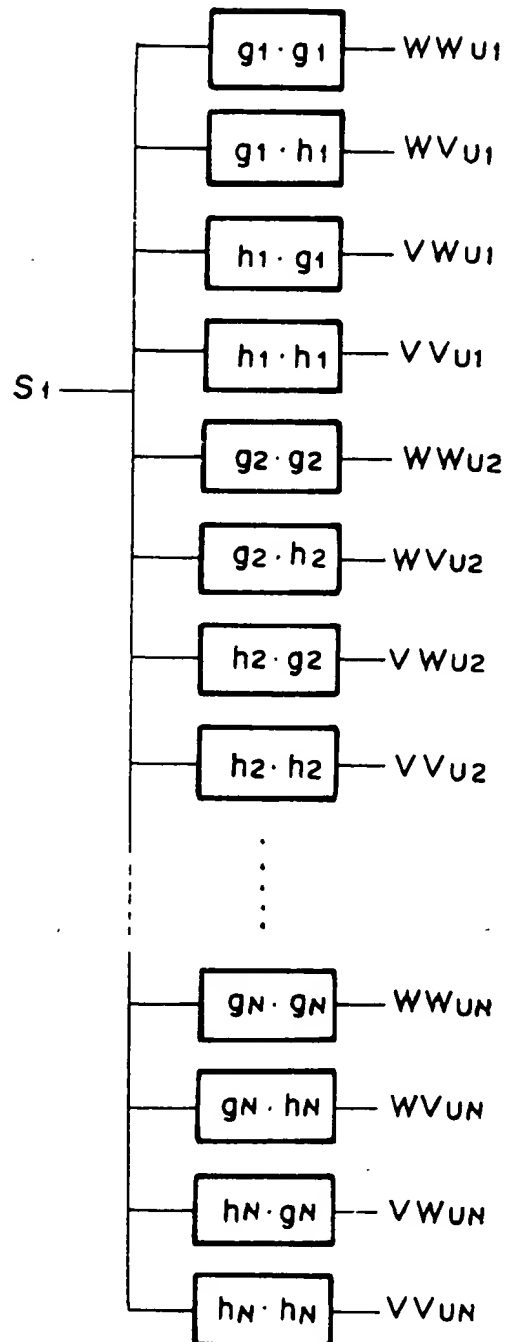 g1 · g1 WWU1
g1 · h1 WVU1
h1 · g1 VWU1
h1 · h1 VVU1
S1
g2 · g2 WWU2
g2 · h2 WVU2
h2 · g2 VWU2
h2 · h2 VVU2
gN · gN WWUN
gN · hN WVUN
hN · gN VWUN
hN · hN VVUN